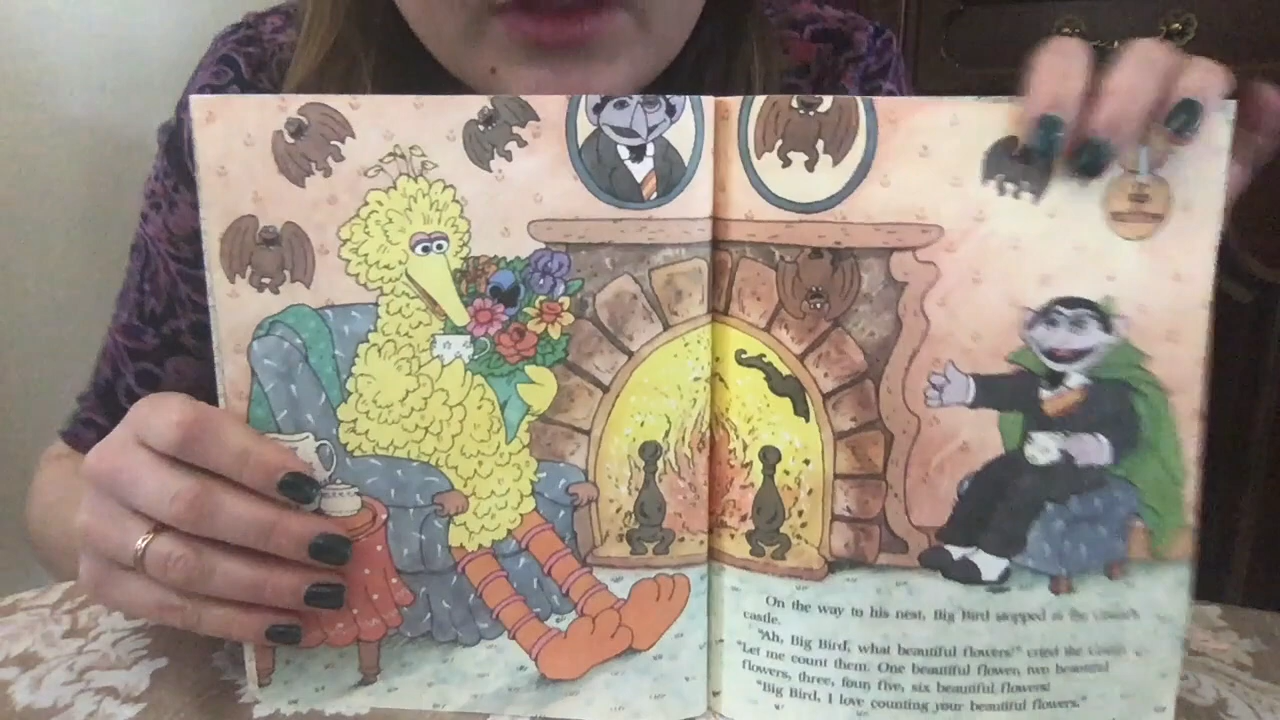 On the way to his nest, Big Bird stopped at the Count's
castle.
"Ah, Big Bird, what beautiful flowers!" cried the Count.
"Let me count them. One beautiful flower, two beautiful
flowers, three, four, five, six beautiful flowers!
"Big Bird, I love counting your beautiful flowers."